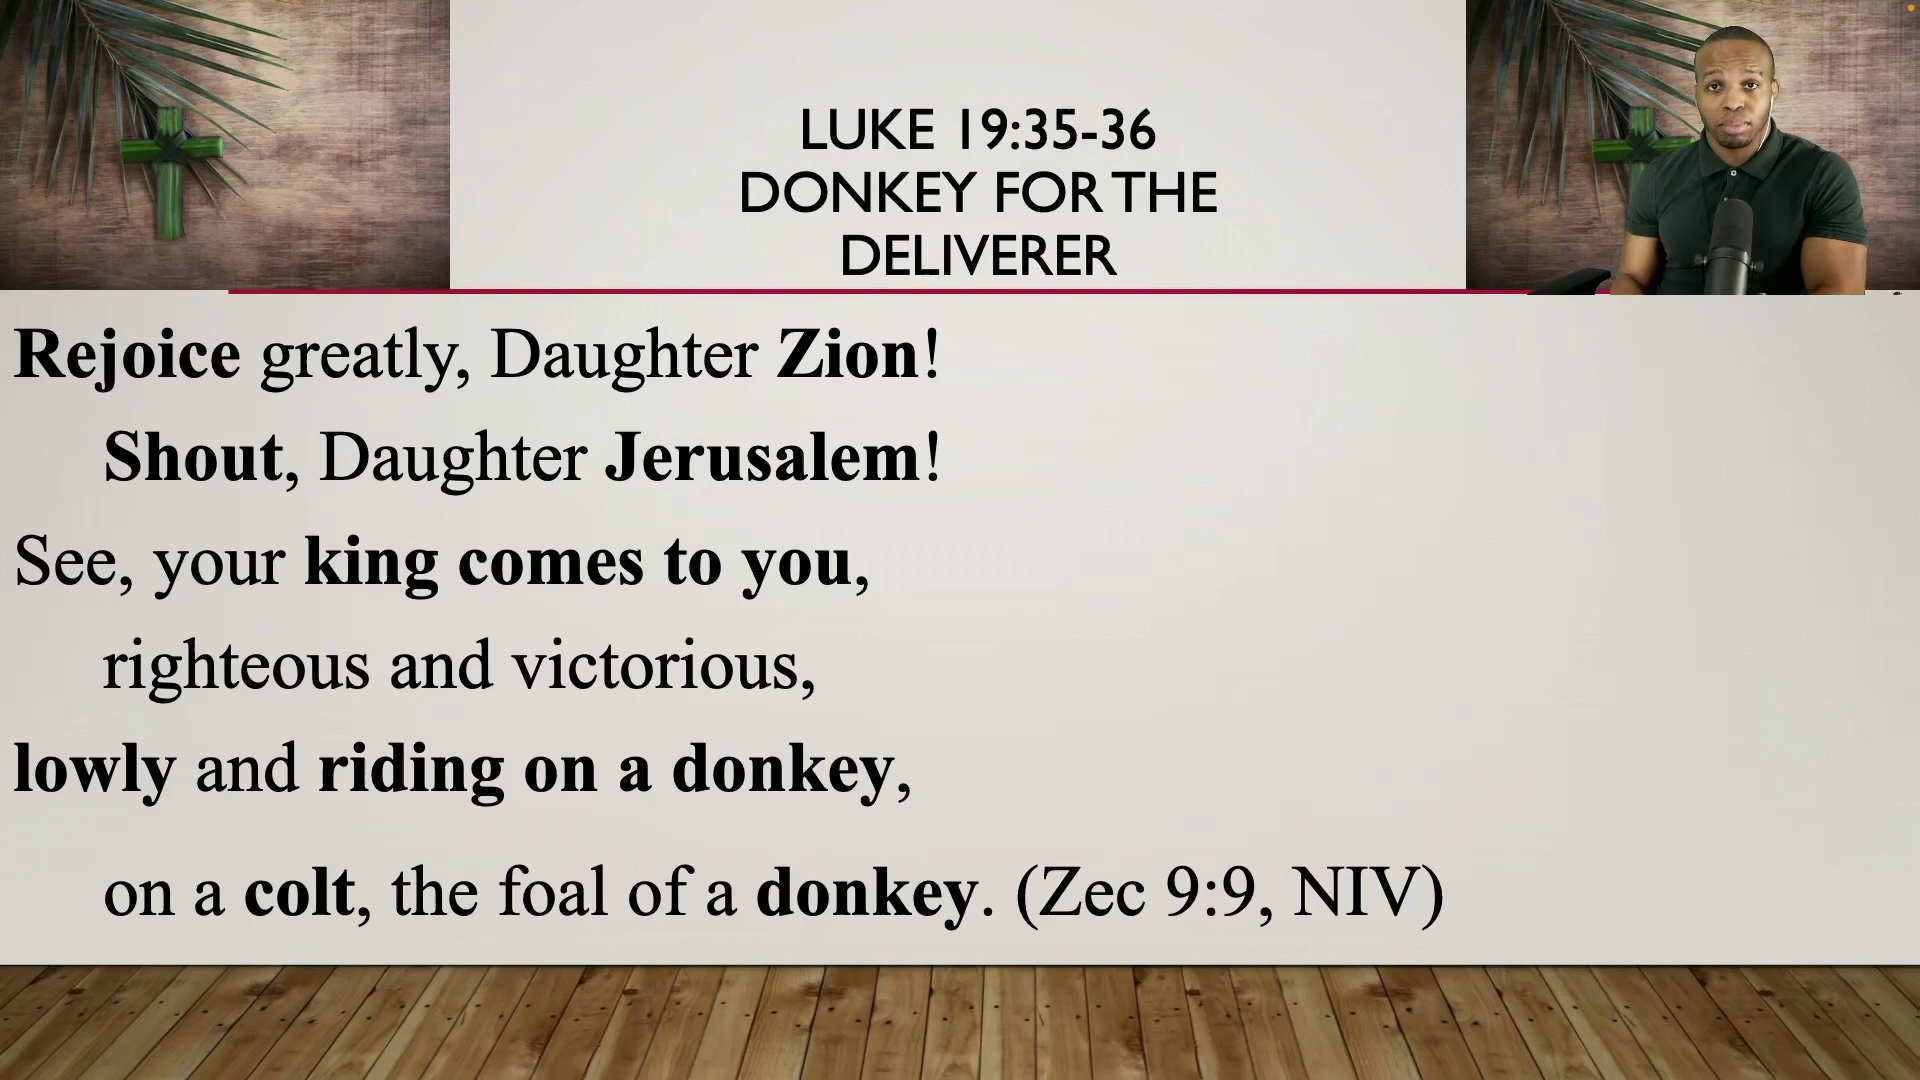 LUKE 19:35-36
DONKEY FOR THE
DELIVERER
Rejoice greatly, Daughter Zion!
Shout, Daughter Jerusalem!
See, your king comes to you,
righteous and victorious,
lowly and riding on a donkey,
on a colt, the foal of a donkey. (Zec 9:9, NIV)